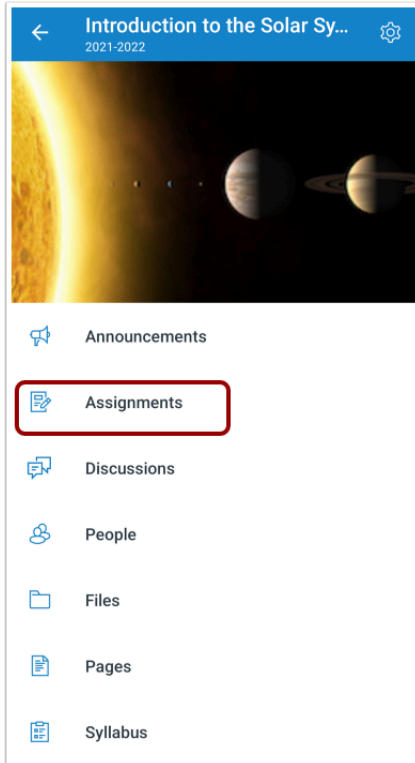 Introduction to the Solar Sy...
2021-2022
Announcements
Assignments
Discussions
People
Files
Pages
Syllabus